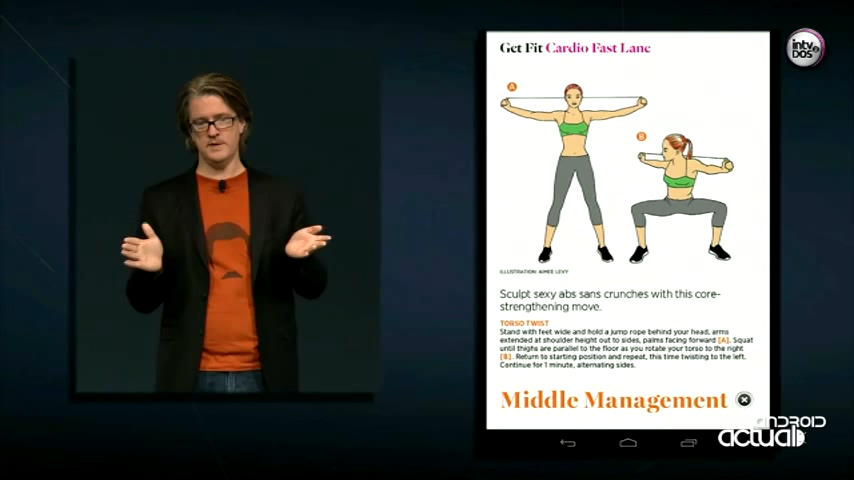 Get Fit Cardio Fast Lane
intv
DOS
A
B
ILLUSTRATION: AIMEE LEVY
Sculpt sexy abs sans crunches with this core-
strengthening move.
TORSO TWIST
Stand with feet wide and hold a jump rope behind your head, arms
extended at shoulder height out to sides, palms facing forward [A]. Squat
until thighs are parallel to the floor as you rotate your torso to the right
[B]. Return to starting position and repeat, this time twisting to the left.
Continue for 1 minute, alternating sides.
Middle Management
ANDROID
actual